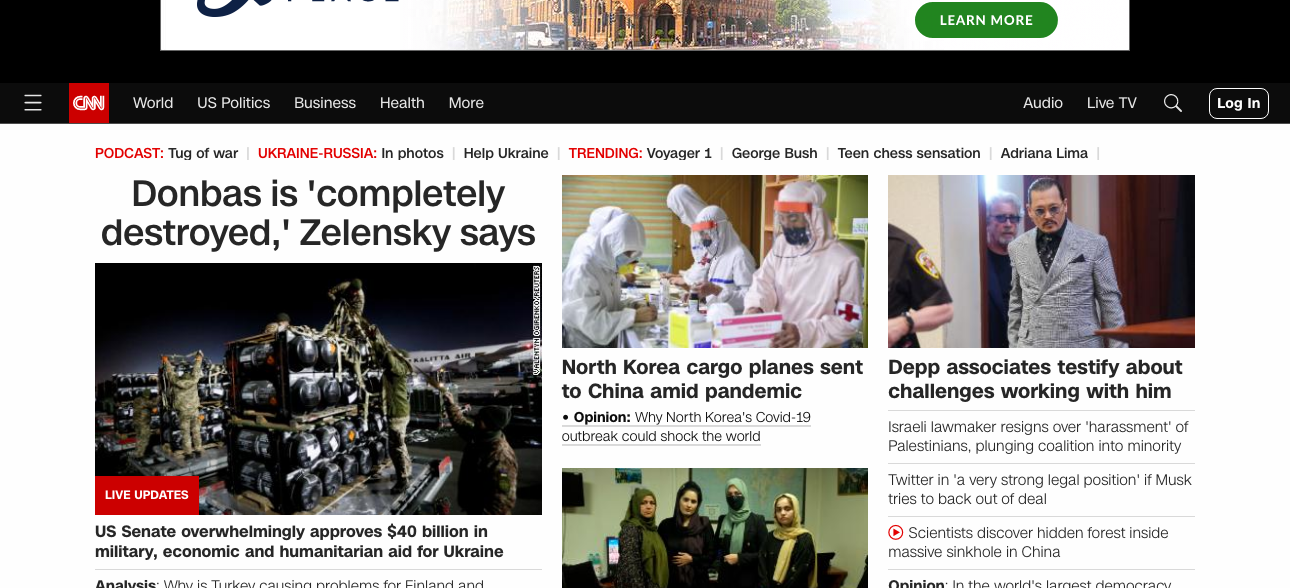 LEARN MORE
CNN
World
US Politics
Business
Health
More
Audio
Live TV
Log In
PODCAST: Tug of war | UKRAINE-RUSSIA: In photos | Help Ukraine | TRENDING: Voyager 1 | George Bush | Teen chess sensation | Adriana Lima |
Donbas is 'completely
destroyed,' Zelensky says
KALITTA AIR
LIVE UPDATES
US Senate overwhelmingly approves $40 billion in
military, economic and humanitarian aid for Ukraine
Analysis: Why is Turkey causing problems for Finland and
North Korea cargo planes sent
to China amid pandemic
• Opinion: Why North Korea's Covid-19
outbreak could shock the world
Depp associates testify about
challenges working with him
Israeli lawmaker resigns over 'harassment' of
Palestinians, plunging coalition into minority
Twitter in 'a very strong legal position' if Musk
tries to back out of deal
Scientists discover hidden forest inside
massive sinkhole in China
Opinion: In the world's largest democracy,